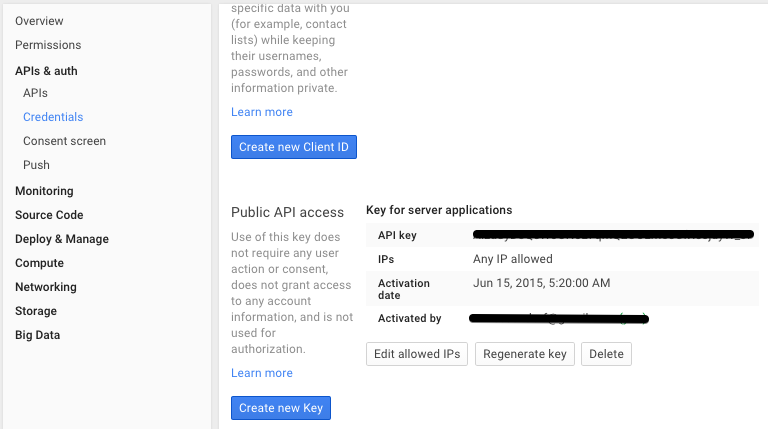 Overview
Permissions
APIs & auth
APIs
Credentials
Consent screen
Push
Monitoring
Source Code
Deploy & Manage
Compute
Networking
Storage
Big Data
specific data with you
(for example, contact
lists) while keeping
their usernames,
passwords, and other
information private.
Learn more
Create new Client ID
Public API access
Use of this key does
not require any user
action or consent,
does not grant access
to any account
information, and is not
used for
authorization.
Learn more
Create new Key
Key for server applications
API key
IPs Any IP allowed
Activation
date Jun 15, 2015, 5:20:00 AM
Activated by
Edit allowed IPs Regenerate key Delete